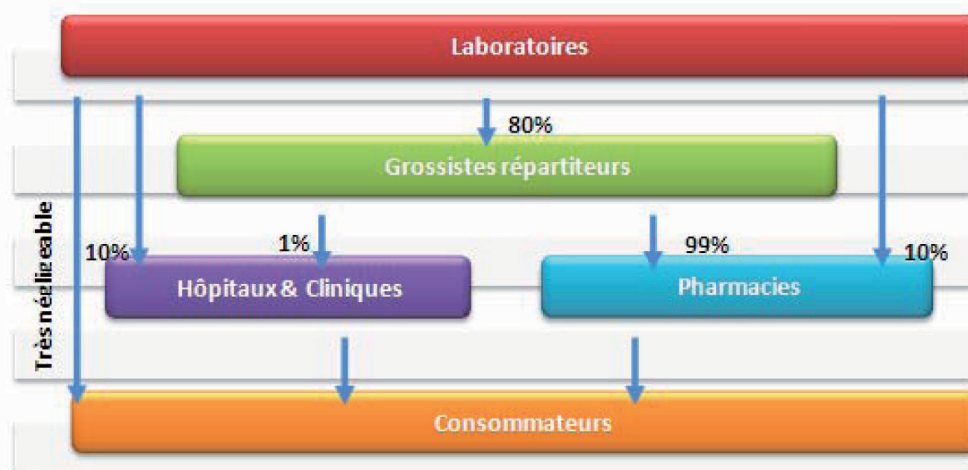 Laboratoires
80%
Grossistes répartiteurs
Très négligeable
10%
1%
99%
10%
Hôpitaux & Cliniques
Pharmacies
Consommateurs